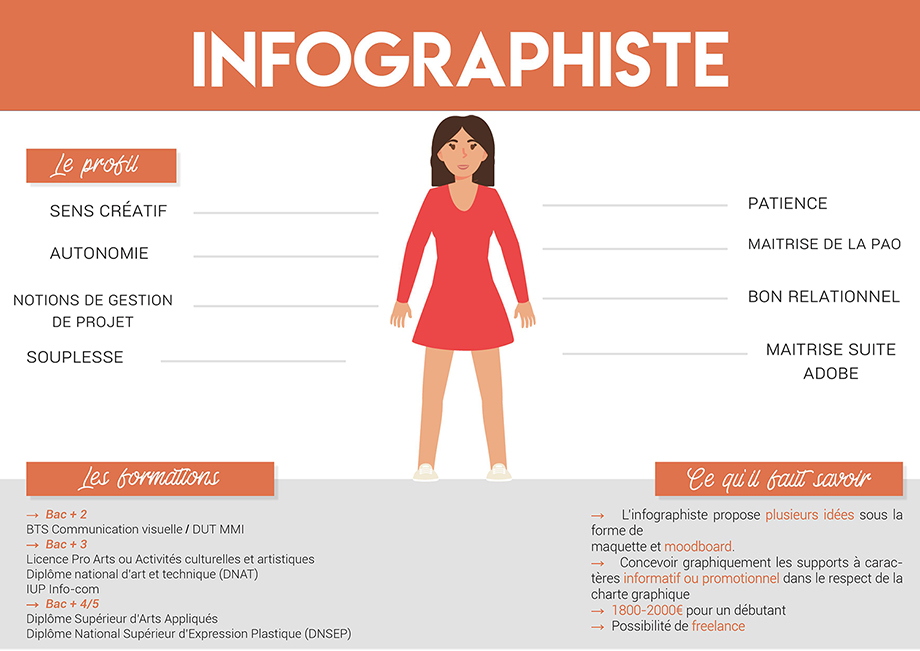 INFOGRAPHISTE
Le profil
SENS CRÉATIF
AUTONOMIE
NOTIONS DE GESTION
DE PROJET
SOUPLESSE
PATIENCE
MAITRISE DE LA PAO
BON RELATIONNEL
MAITRISE SUITE
ADOBE
Les formations
→ Bac + 2
BTS Communication visuelle / DUT MMI
→ Bac + 3
Licence Pro Arts ou Activités culturelles et artistiques
Diplôme national d'art et technique (DNAT)
IUP Info-com
→ Bac + 4/5
Diplôme Supérieur d'Arts Appliqués
Diplôme National Supérieur d'Expression Plastique (DNSEP)
Ce qu'il faut savoir
→ L'infographiste propose plusieurs idées sous la
forme de
maquette et moodboard.
→ Concevoir graphiquement les supports à carac-
tères informatif ou promotionnel dans le respect de la
charte graphique
→ 1800-2000€ pour un débutant
→ Possibilité de freelance